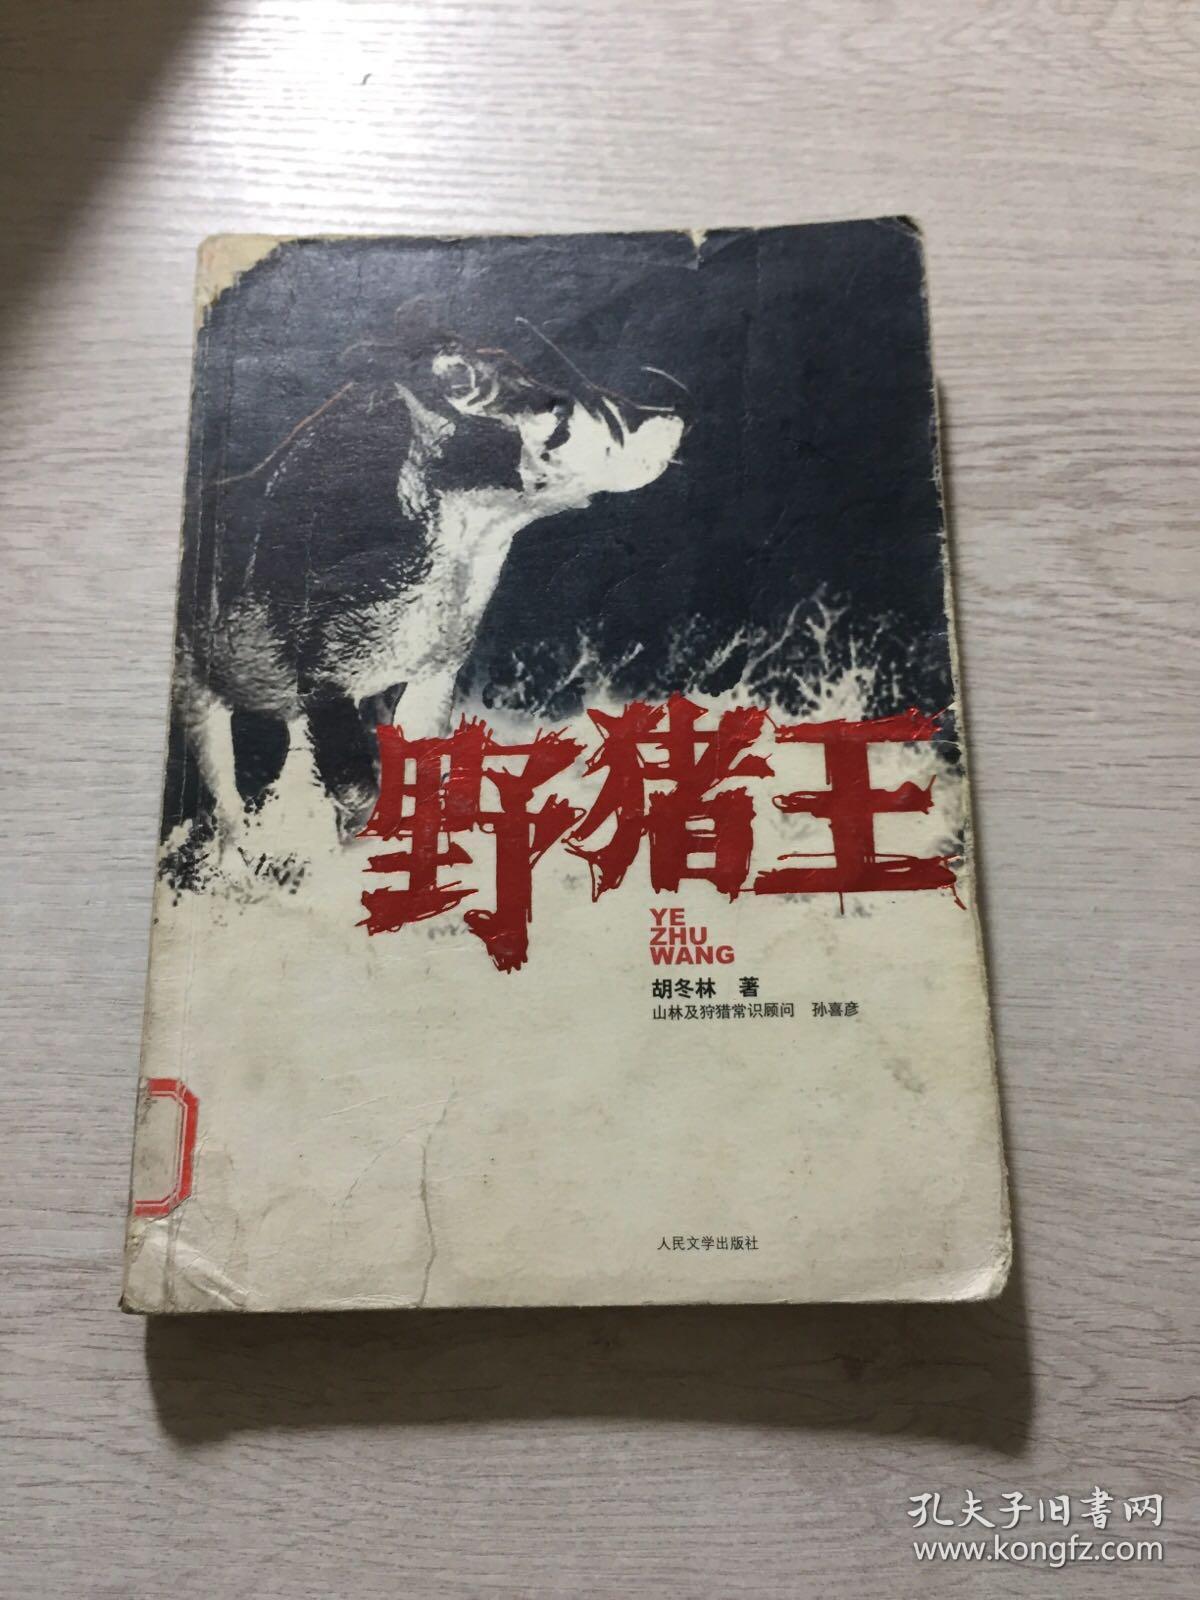 野猪王
YE
ZHU
WANG
胡冬林 著
山林及狩猎常识顾问 孙喜彦
人民文学出版社
孔夫子旧書网
www.kongfz.com